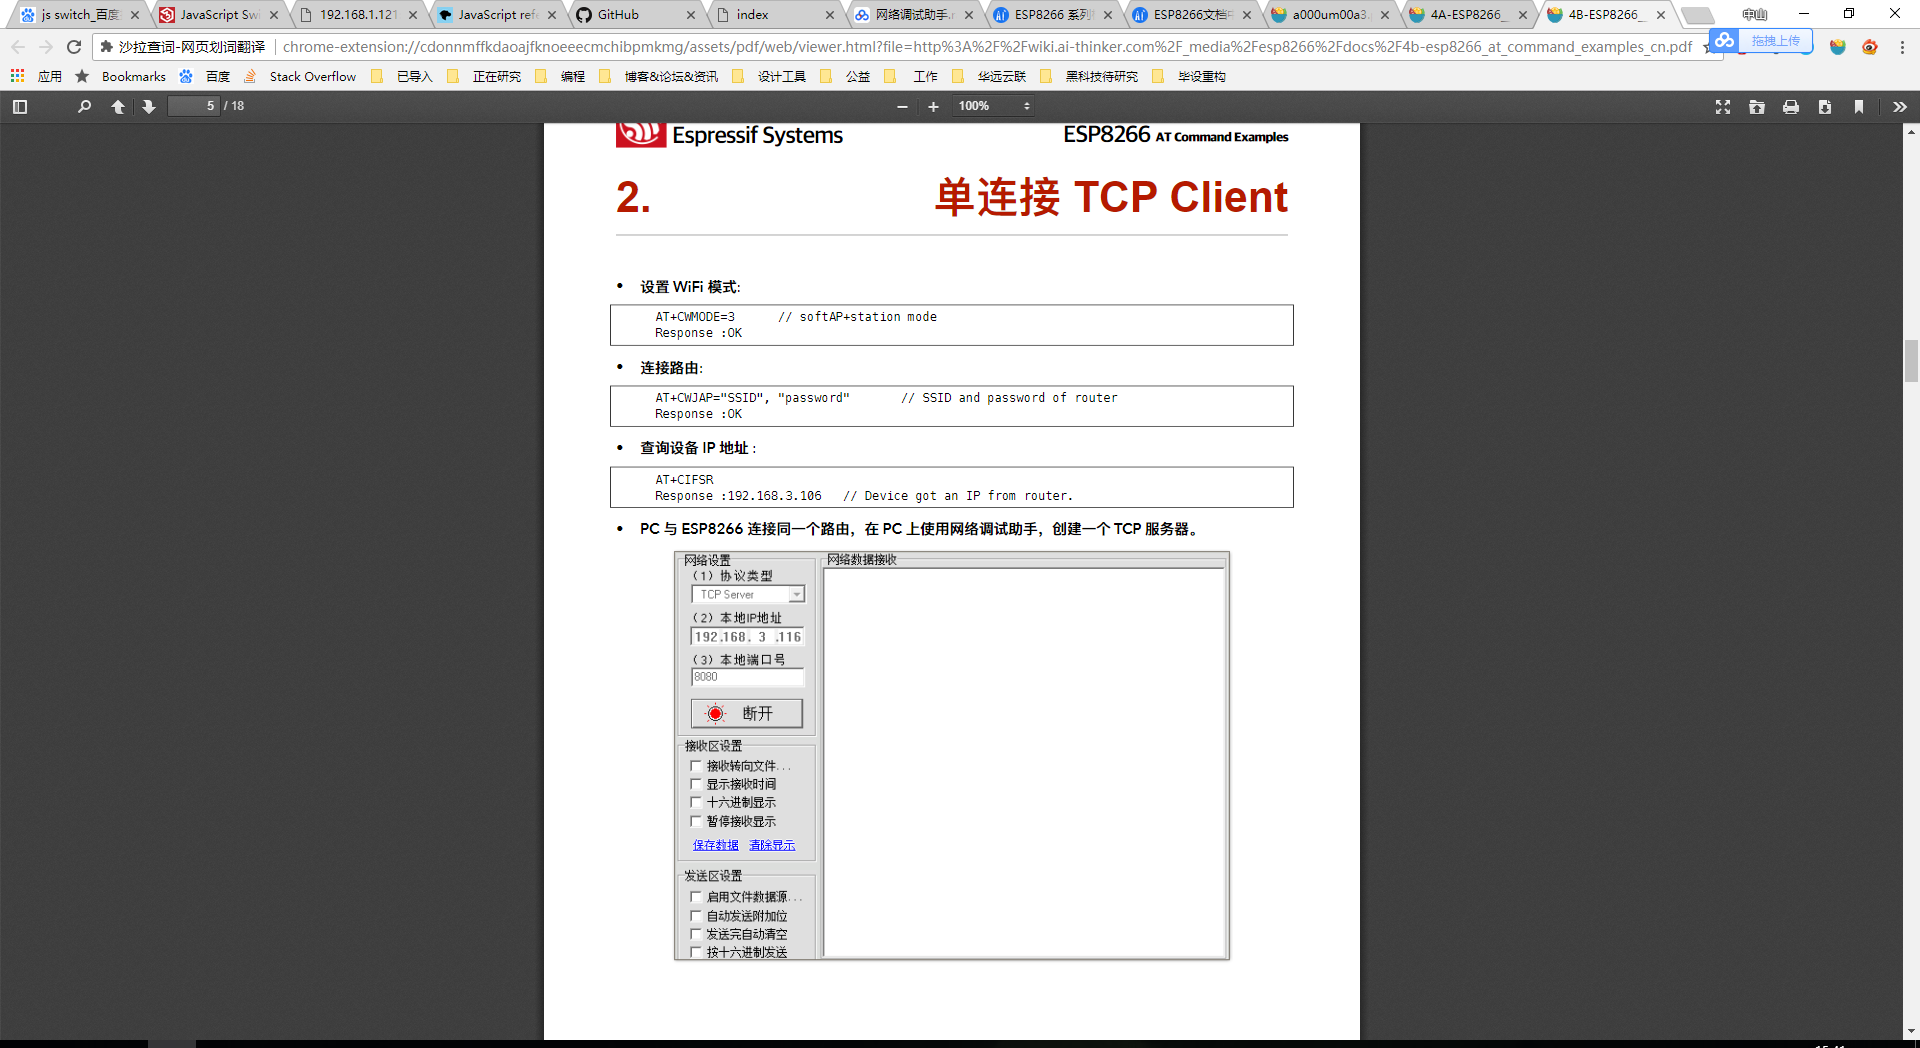 js switch_百度
JavaScript Swi
192.168.1.121
JavaScript refe
GitHub
index
网络调试助手.
ESP8266 系列
ESP8266文档
a000um00a3.
4A-ESP8266_
4B-ESP8266_
中山
沙拉查词-网页划词翻译
chrome-extension://cdonnmffkdaoajfknoeeecmchibpmkmg/assets/pdf/web/viewer.html?file=http%3A%2F%2Fwiki.ai-thinker.com%2F_media%2Fesp8266%2Fdocs%2F4b-esp8266_at_command_examples_cn.pdf
拖拽上传
应用 Bookmarks 百度 Stack Overflow 已导入 正在研究 编程 博客&论坛&资讯 设计工具 公益 工作 华远云联 黑科技待研究 毕设重构
5 / 18
100%
Espressif Systems
ESP8266 AT Command Examples
2. 单连接 TCP Client
• 设置 WiFi 模式:
AT+CWMODE=3 // softAP+station mode
Response :OK
• 连接路由:
AT+CWJAP="SSID", "password" // SSID and password of router
Response :OK
• 查询设备 IP 地址 :
AT+CIFSR
Response :192.168.3.106 // Device got an IP from router.
• PC 与 ESP8266 连接同一个路由，在 PC 上使用网络调试助手，创建一个 TCP 服务器。
网络设置
（1）协议类型
TCP Server
（2）本地IP地址
192.168. 3 .116
（3）本地端口号
8080
断开
网络数据接收
接收区设置
接收转向文件...
显示接收时间
十六进制显示
暂停接收显示
保存数据 清除显示
发送区设置
启用文件数据源...
自动发送附加位
发送完自动清空
按十六进制发送